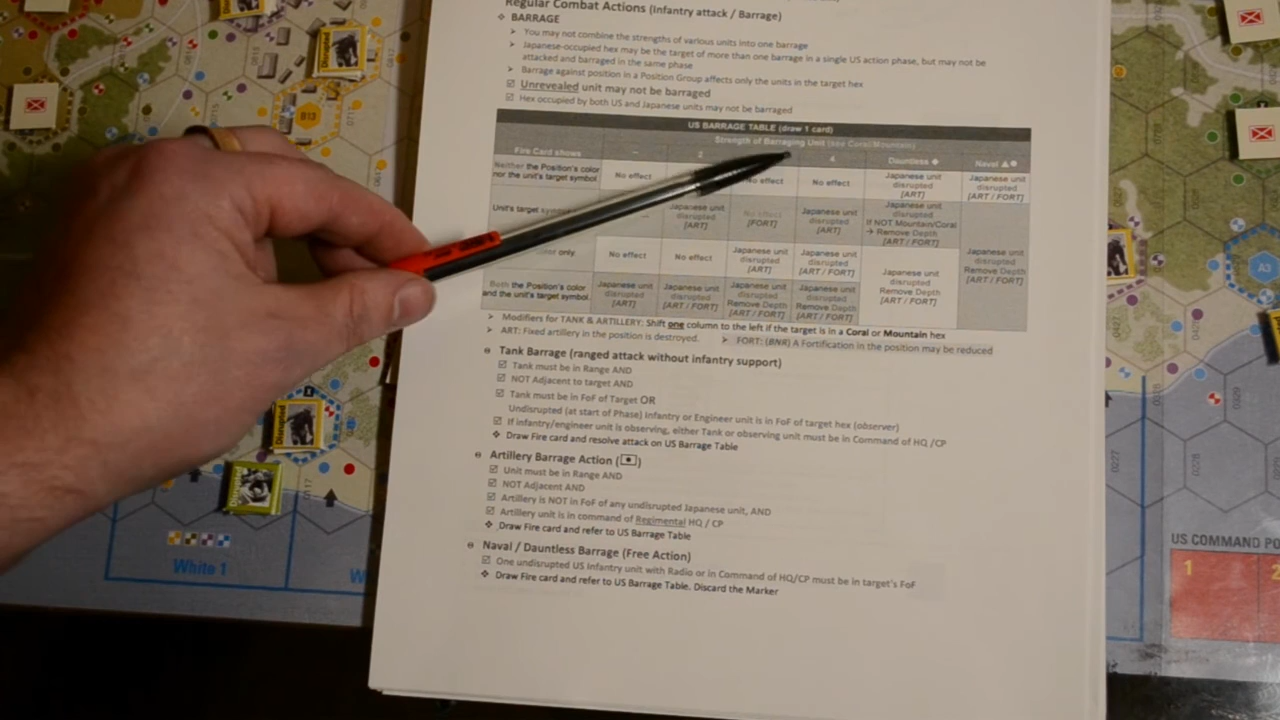 Regular Combat Actions (Infantry attack / Barrage)
❖ BARRAGE
➤ You may not combine the strengths of various units into one barrage
➤ Japanese-occupied hex may be the target of more than one barrage in a single US action phase, but may not be
attacked and barraged in the same phase
➤ Barrage against position in a Position Group affects only the units in the target hex
☑ Unrevealed unit may not be barraged
☑ Hex occupied by both US and Japanese units may not be barraged
US BARRAGE TABLE (draw 1 card)
Strength of Barraging Unit (see Coral/Mountain)
Fire Card shows – 2 4 Dauntless ◆ Naval ▲●
Neither the Position's color
nor the unit's target symbol
No effect
No effect
No effect
Japanese unit
disrupted
[ART]
Japanese unit
disrupted
[ART / FORT]
Unit's target
–
Japanese unit
disrupted
[ART]
No effect
[FORT]
Japanese unit
disrupted
[ART]
Japanese unit
disrupted
If NOT Mountain/Coral
→ Remove Depth
[ART / FORT]
only
No effect
No effect
Japanese unit
disrupted
[ART]
Japanese unit
disrupted
[ART / FORT]
Japanese unit
disrupted
Remove Depth
[ART / FORT]
Japanese unit
disrupted
Remove Depth
[ART / FORT]
Both the Position's color
and the unit's target symbol
Japanese unit
disrupted
[ART]
Japanese unit
disrupted
[ART / FORT]
Japanese unit
disrupted
Remove Depth
[ART / FORT]
Japanese unit
disrupted
Remove Depth
[ART / FORT]
➤ Modifiers for TANK & ARTILLERY: Shift one column to the left if the target is in a Coral or Mountain hex
➤ ART: Fixed artillery in the position is destroyed. ➤ FORT: (BNR) A Fortification in the position may be reduced
Tank Barrage (ranged attack without infantry support)
☑ Tank must be in Range AND
☑ NOT Adjacent to target AND
☑ Tank must be in FoF of Target OR
Undisrupted (at start of Phase) Infantry or Engineer unit is in FoF of target hex (observer)
☑ If infantry/engineer unit is observing, either Tank or observing unit must be in Command of HQ /CP
❖ Draw Fire card and resolve attack on US Barrage Table
Artillery Barrage Action (•)
☑ Unit must be in Range AND
☑ NOT Adjacent AND
☑ Artillery is NOT in FoF of any undisrupted Japanese unit, AND
☑ Artillery unit is in command of Regimental HQ / CP
❖ Draw Fire card and refer to US Barrage Table
Naval / Dauntless Barrage (Free Action)
☑ One undisrupted US Infantry unit with Radio or in Command of HQ/CP must be in target's FoF
❖ Draw Fire card and refer to US Barrage Table. Discard the Marker
B13
A3
Disrupted
Disrupted
Disrupted
White 1
W
0227
US COMMAND PO
1
2